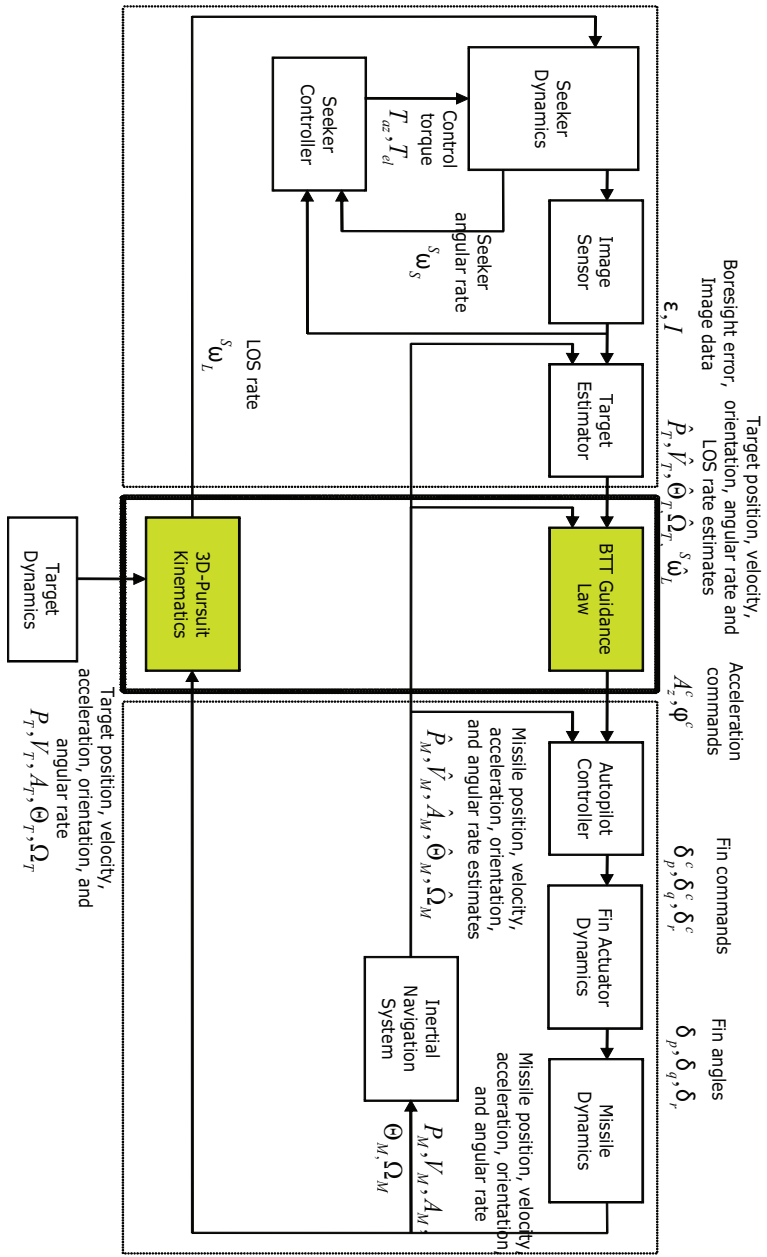 Boresight error,
Image data
ε, I
Target position, velocity,
orientation, angular rate and
LOS rate estimates
P̂_T, V̂_T, Θ̂_T, Ω̂_T, ^Sω̂_L
Acceleration
commands
A_z^c, φ^c
Fin commands
δ_p^c, δ_q^c, δ_r^c
Fin angles
δ_p, δ_q, δ_r
Seeker
Dynamics
Image
Sensor
Target
Estimator
BTT Guidance
Law
Autopilot
Controller
Fin Actuator
Dynamics
Missile
Dynamics
Control
torque
T_az, T_el
Seeker
angular rate
^Sω_S
Seeker
Controller
Missile position, velocity,
acceleration, orientation,
and angular rate estimates
P̂_M, V̂_M, Â_M, Θ̂_M, Ω̂_M
Inertial
Navigation
System
Missile position, velocity,
acceleration, orientation,
and angular rate
P_M, V_M, A_M,
Θ_M, Ω_M
LOS rate
^Sω_L
3D-Pursuit
Kinematics
Target
Dynamics
Target position, velocity,
acceleration, orientation, and
angular rate
P_T, V_T, A_T, Θ_T, Ω_T